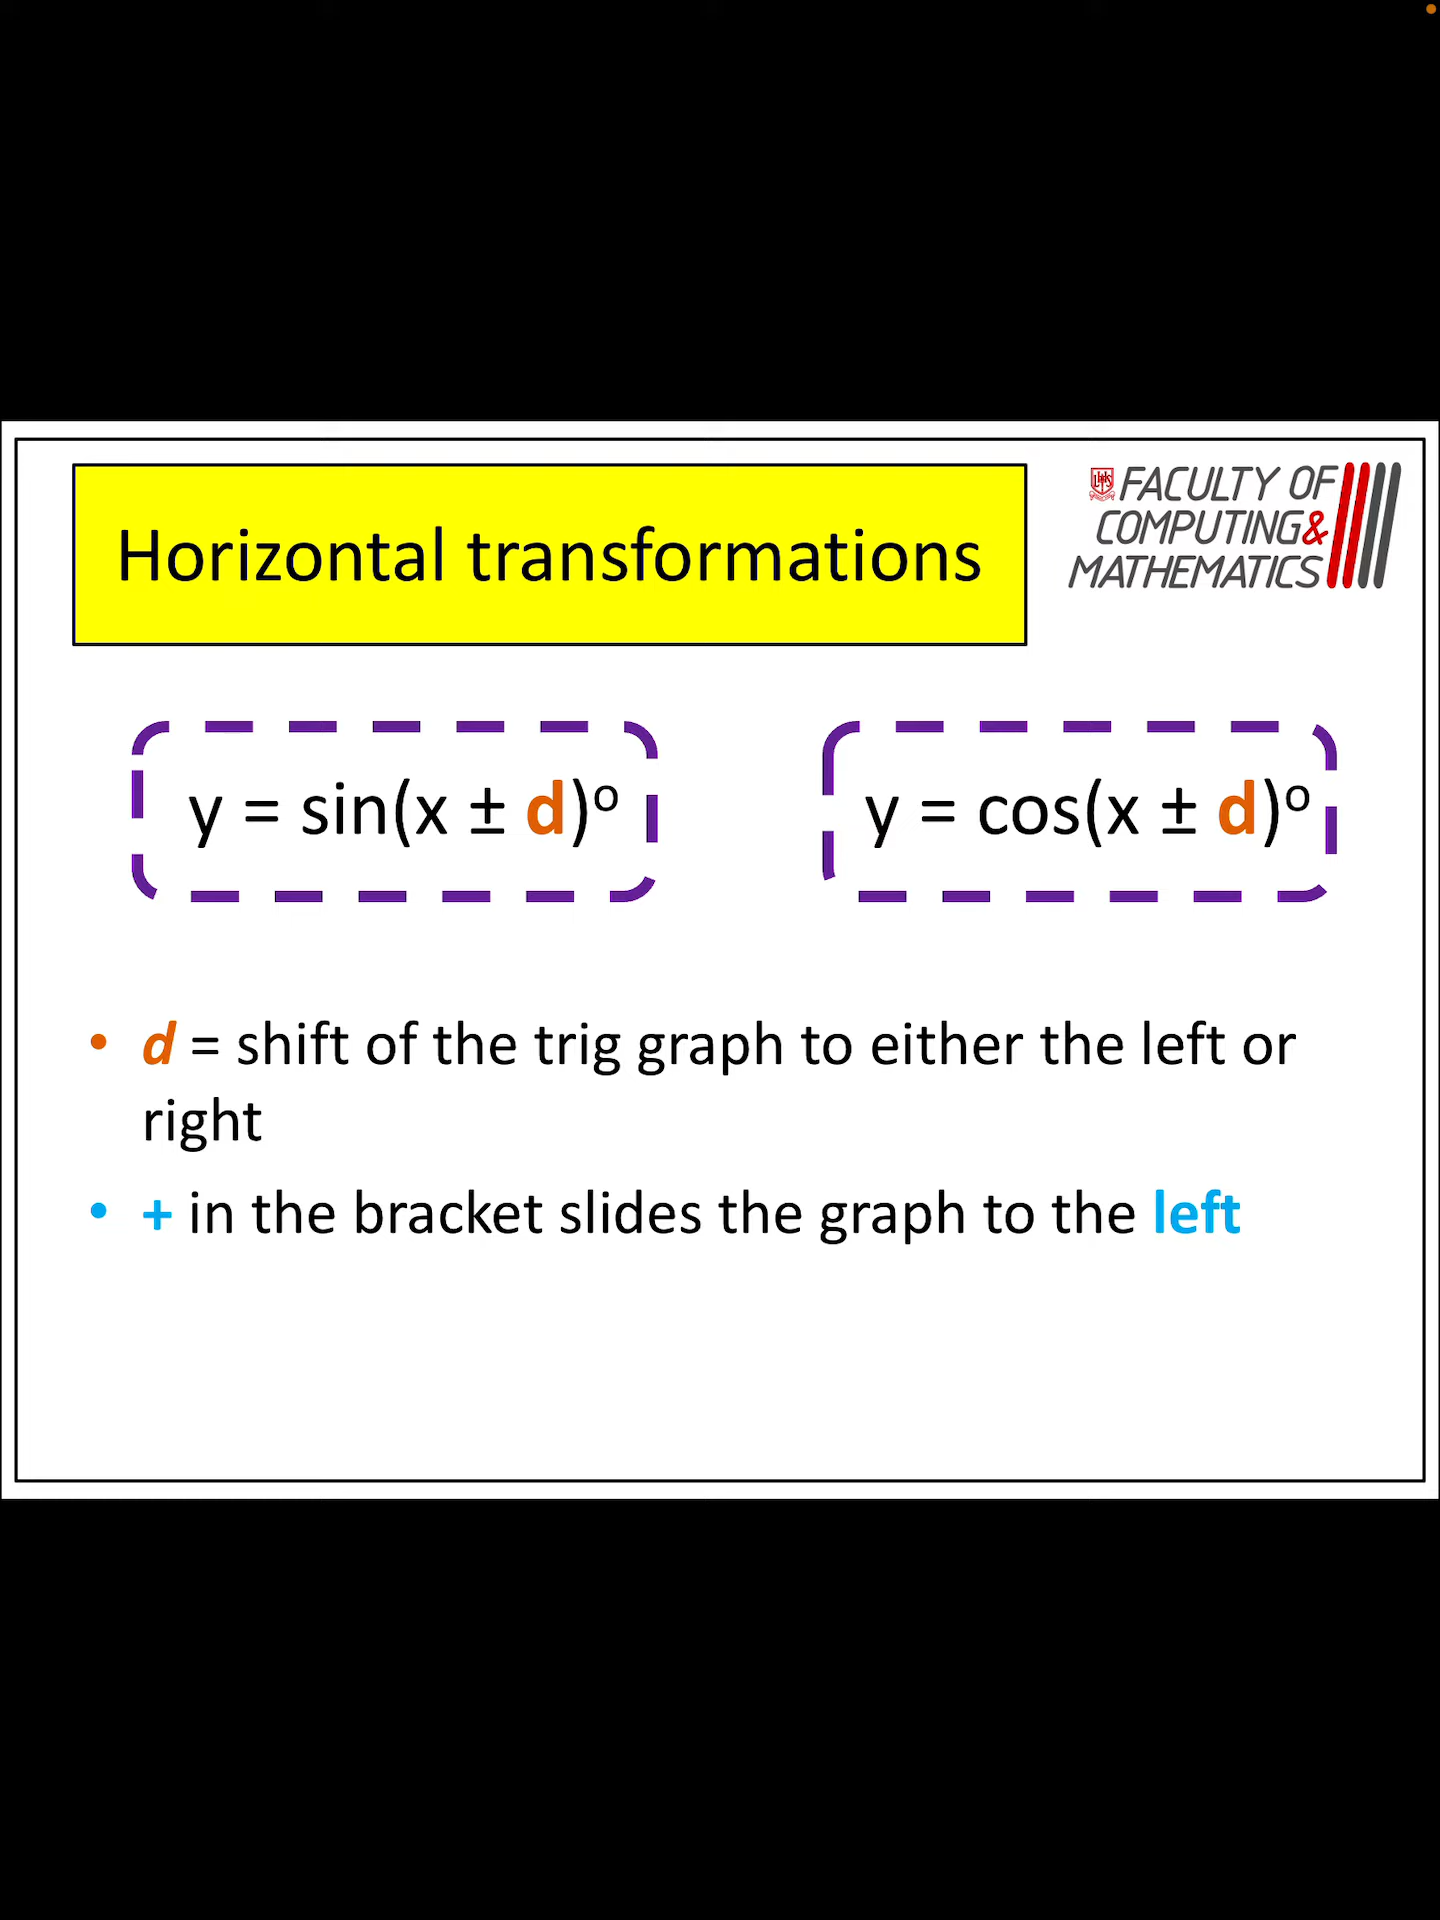 FACULTY OF
COMPUTING&
MATHEMATICS
Horizontal transformations
y = sin(x ± d)º
y = cos(x ± d)º
• d = shift of the trig graph to either the left or
right
• + in the bracket slides the graph to the left